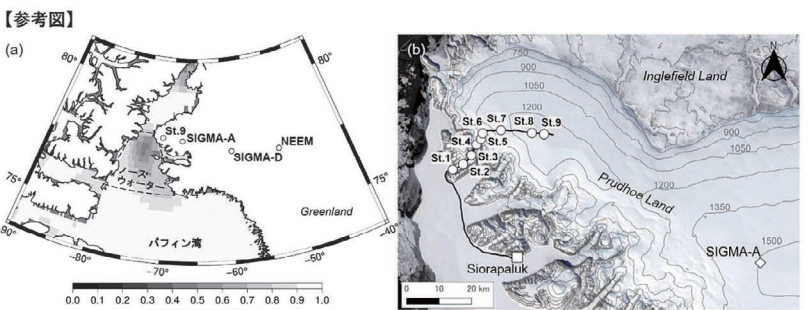 【参考図】
(a)
80°
80°
St.9
SIGMA-A
NEEM
SIGMA-D
ノース
ウォーター
75°
75°
Greenland
バフィン湾
-90°
-80°
-70°
-60°
-50°
-40°
0.0 0.1 0.2 0.3 0.4 0.5 0.6 0.7 0.8 0.9 1.0
(b)
N
750
900
1050
1200
Inglefield Land
St.6 St.7 St.8 St.9
St.4 St.5
St.1 St.3
St.2
900
1050
1200
Prudhoe Land
1350
SIGMA-A
1500
Siorapaluk
0 10 20 km